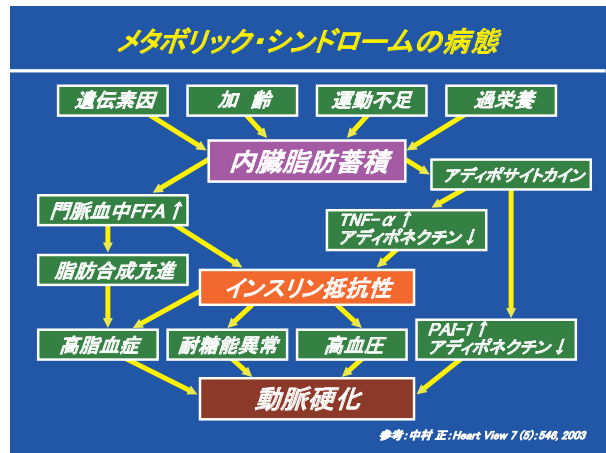 メタボリック・シンドロームの病態
遺伝素因
加 齢
運動不足
過栄養
内臓脂肪蓄積
アディポサイトカイン
門脈血中FFA↑
TNF-α↑
アディポネクチン↓
脂肪合成亢進
インスリン抵抗性
高脂血症
耐糖能異常
高血圧
PAI-1↑
アディポネクチン↓
動脈硬化
参考:中村 正:Heart View 7 (5):546, 2003